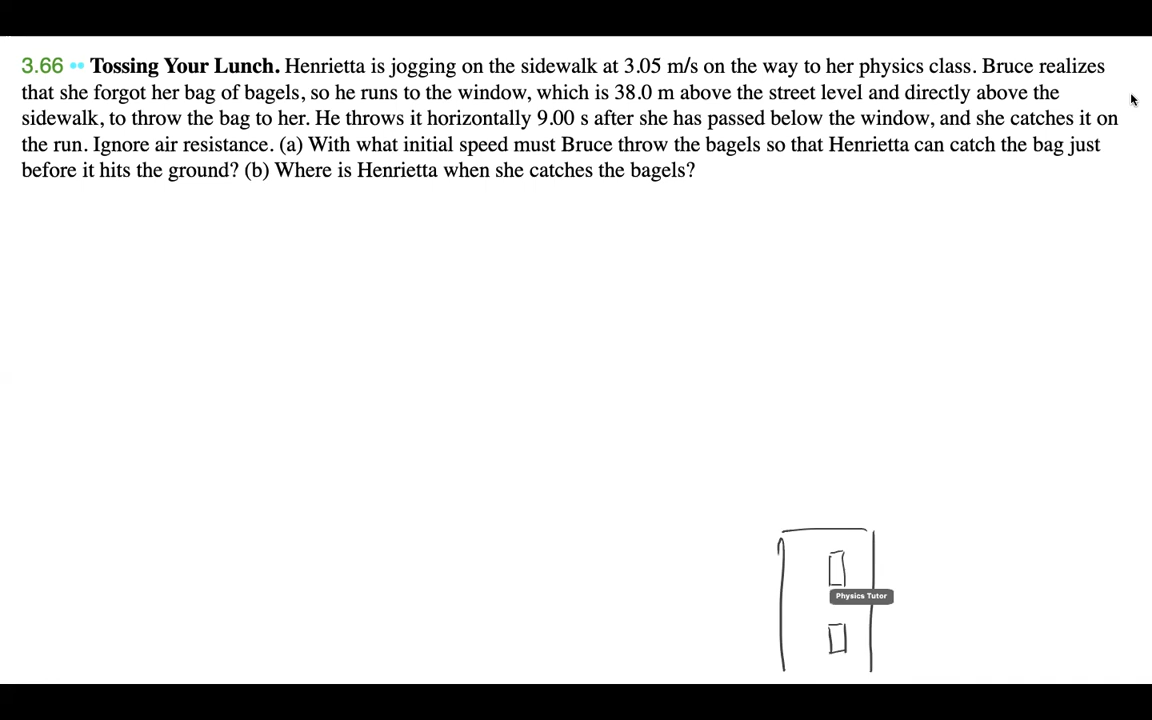 3.66 •• Tossing Your Lunch. Henrietta is jogging on the sidewalk at 3.05 m/s on the way to her physics class. Bruce realizes
that she forgot her bag of bagels, so he runs to the window, which is 38.0 m above the street level and directly above the
sidewalk, to throw the bag to her. He throws it horizontally 9.00 s after she has passed below the window, and she catches it on
the run. Ignore air resistance. (a) With what initial speed must Bruce throw the bagels so that Henrietta can catch the bag just
before it hits the ground? (b) Where is Henrietta when she catches the bagels?
Physics Tutor